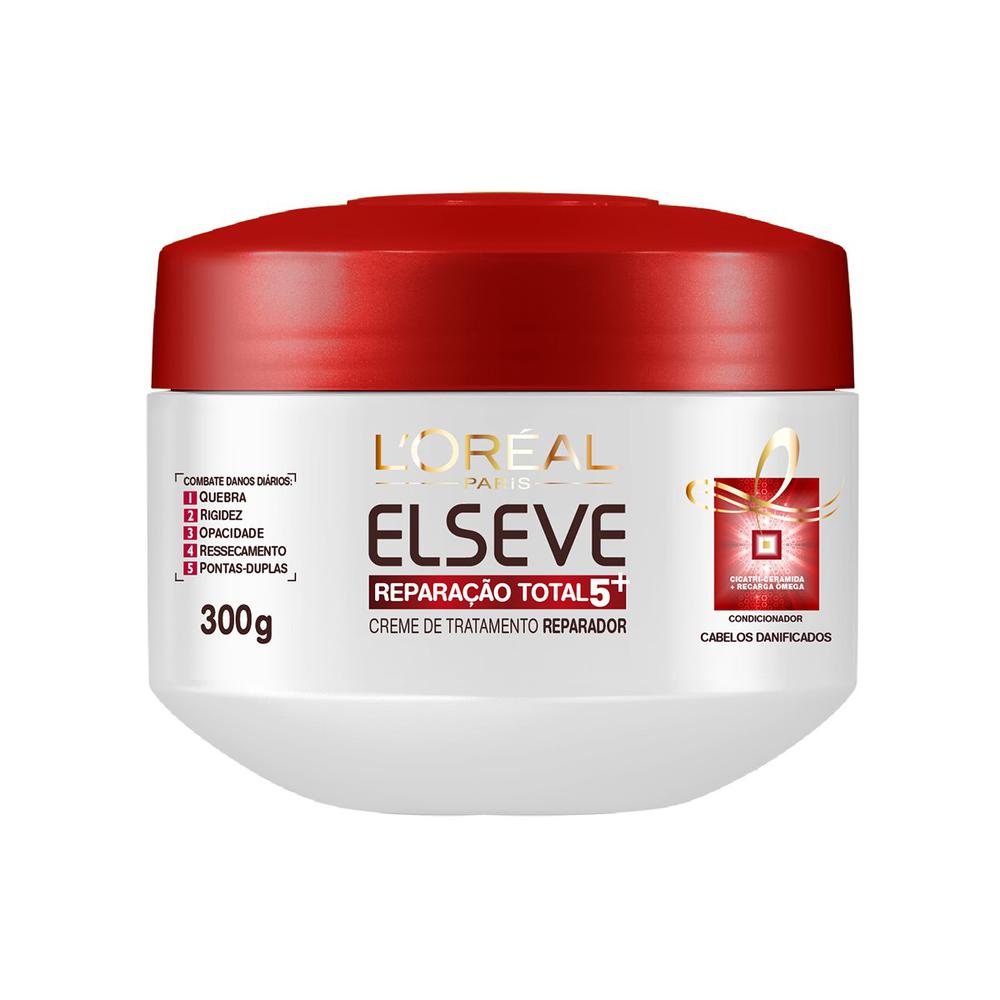 L'ORÉAL
PARIS
ELSEVE
REPARAÇÃO TOTAL 5+
CREME DE TRATAMENTO REPARADOR
COMBATE DANOS DIÁRIOS:
1 QUEBRA
2 RIGIDEZ
3 OPACIDADE
4 RESSECAMENTO
5 PONTAS-DUPLAS
300g
CICATRI-CERAMIDA
+ RECARGA ÔMEGA
CONDICIONADOR
CABELOS DANIFICADOS